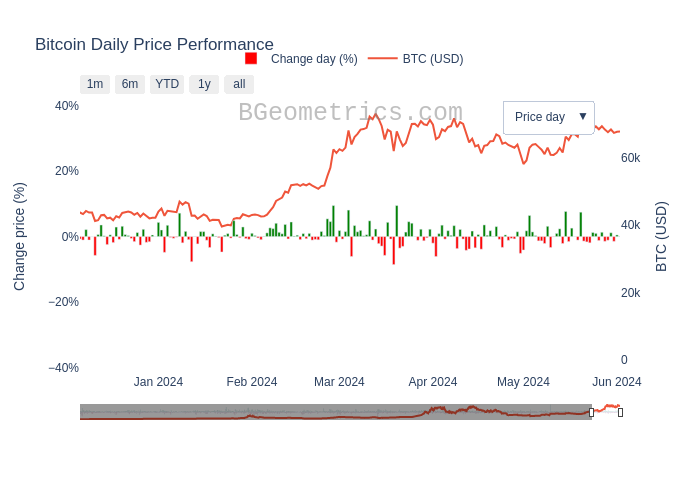 Bitcoin Daily Price Performance
Change day (%)
BTC (USD)
1m
6m
YTD
1y
all
BGeometrics.com
Price day ▼
40%
20%
0%
−20%
−40%
Change price (%)
60k
40k
20k
0
BTC (USD)
Jan 2024
Feb 2024
Mar 2024
Apr 2024
May 2024
Jun 2024